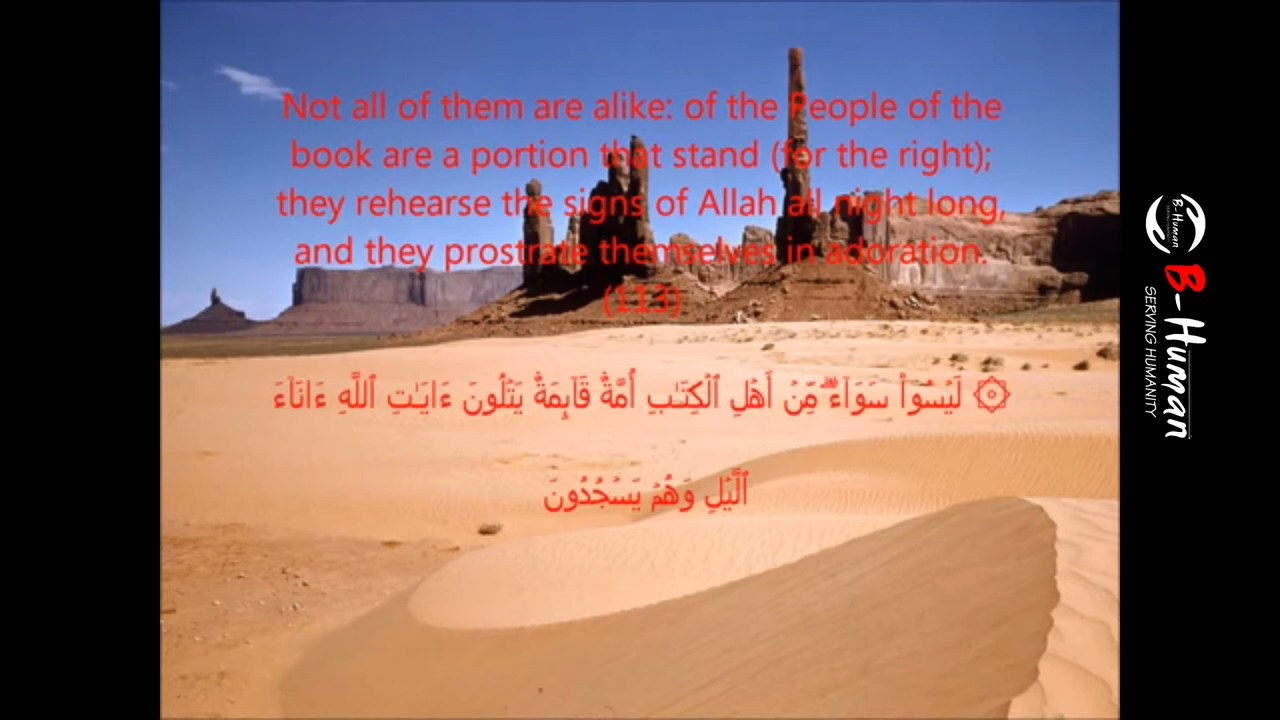 Not all of them are alike: of the People of the
book are a portion that stand (for the right);
they rehearse the signs of Allah all night long,
and they prostrate themselves in adoration.
(113)
۞ لَيْسُوا۟ سَوَآءًۭ ۗ مِّنْ أَهْلِ ٱلْكِتَـٰبِ أُمَّةٌۭ قَآئِمَةٌۭ يَتْلُونَ ءَايَـٰتِ ٱللَّهِ ءَانَآءَ
ٱلَّيْلِ وَهُمْ يَسْجُدُونَ
B-Human
B-Human
SERVING HUMANITY